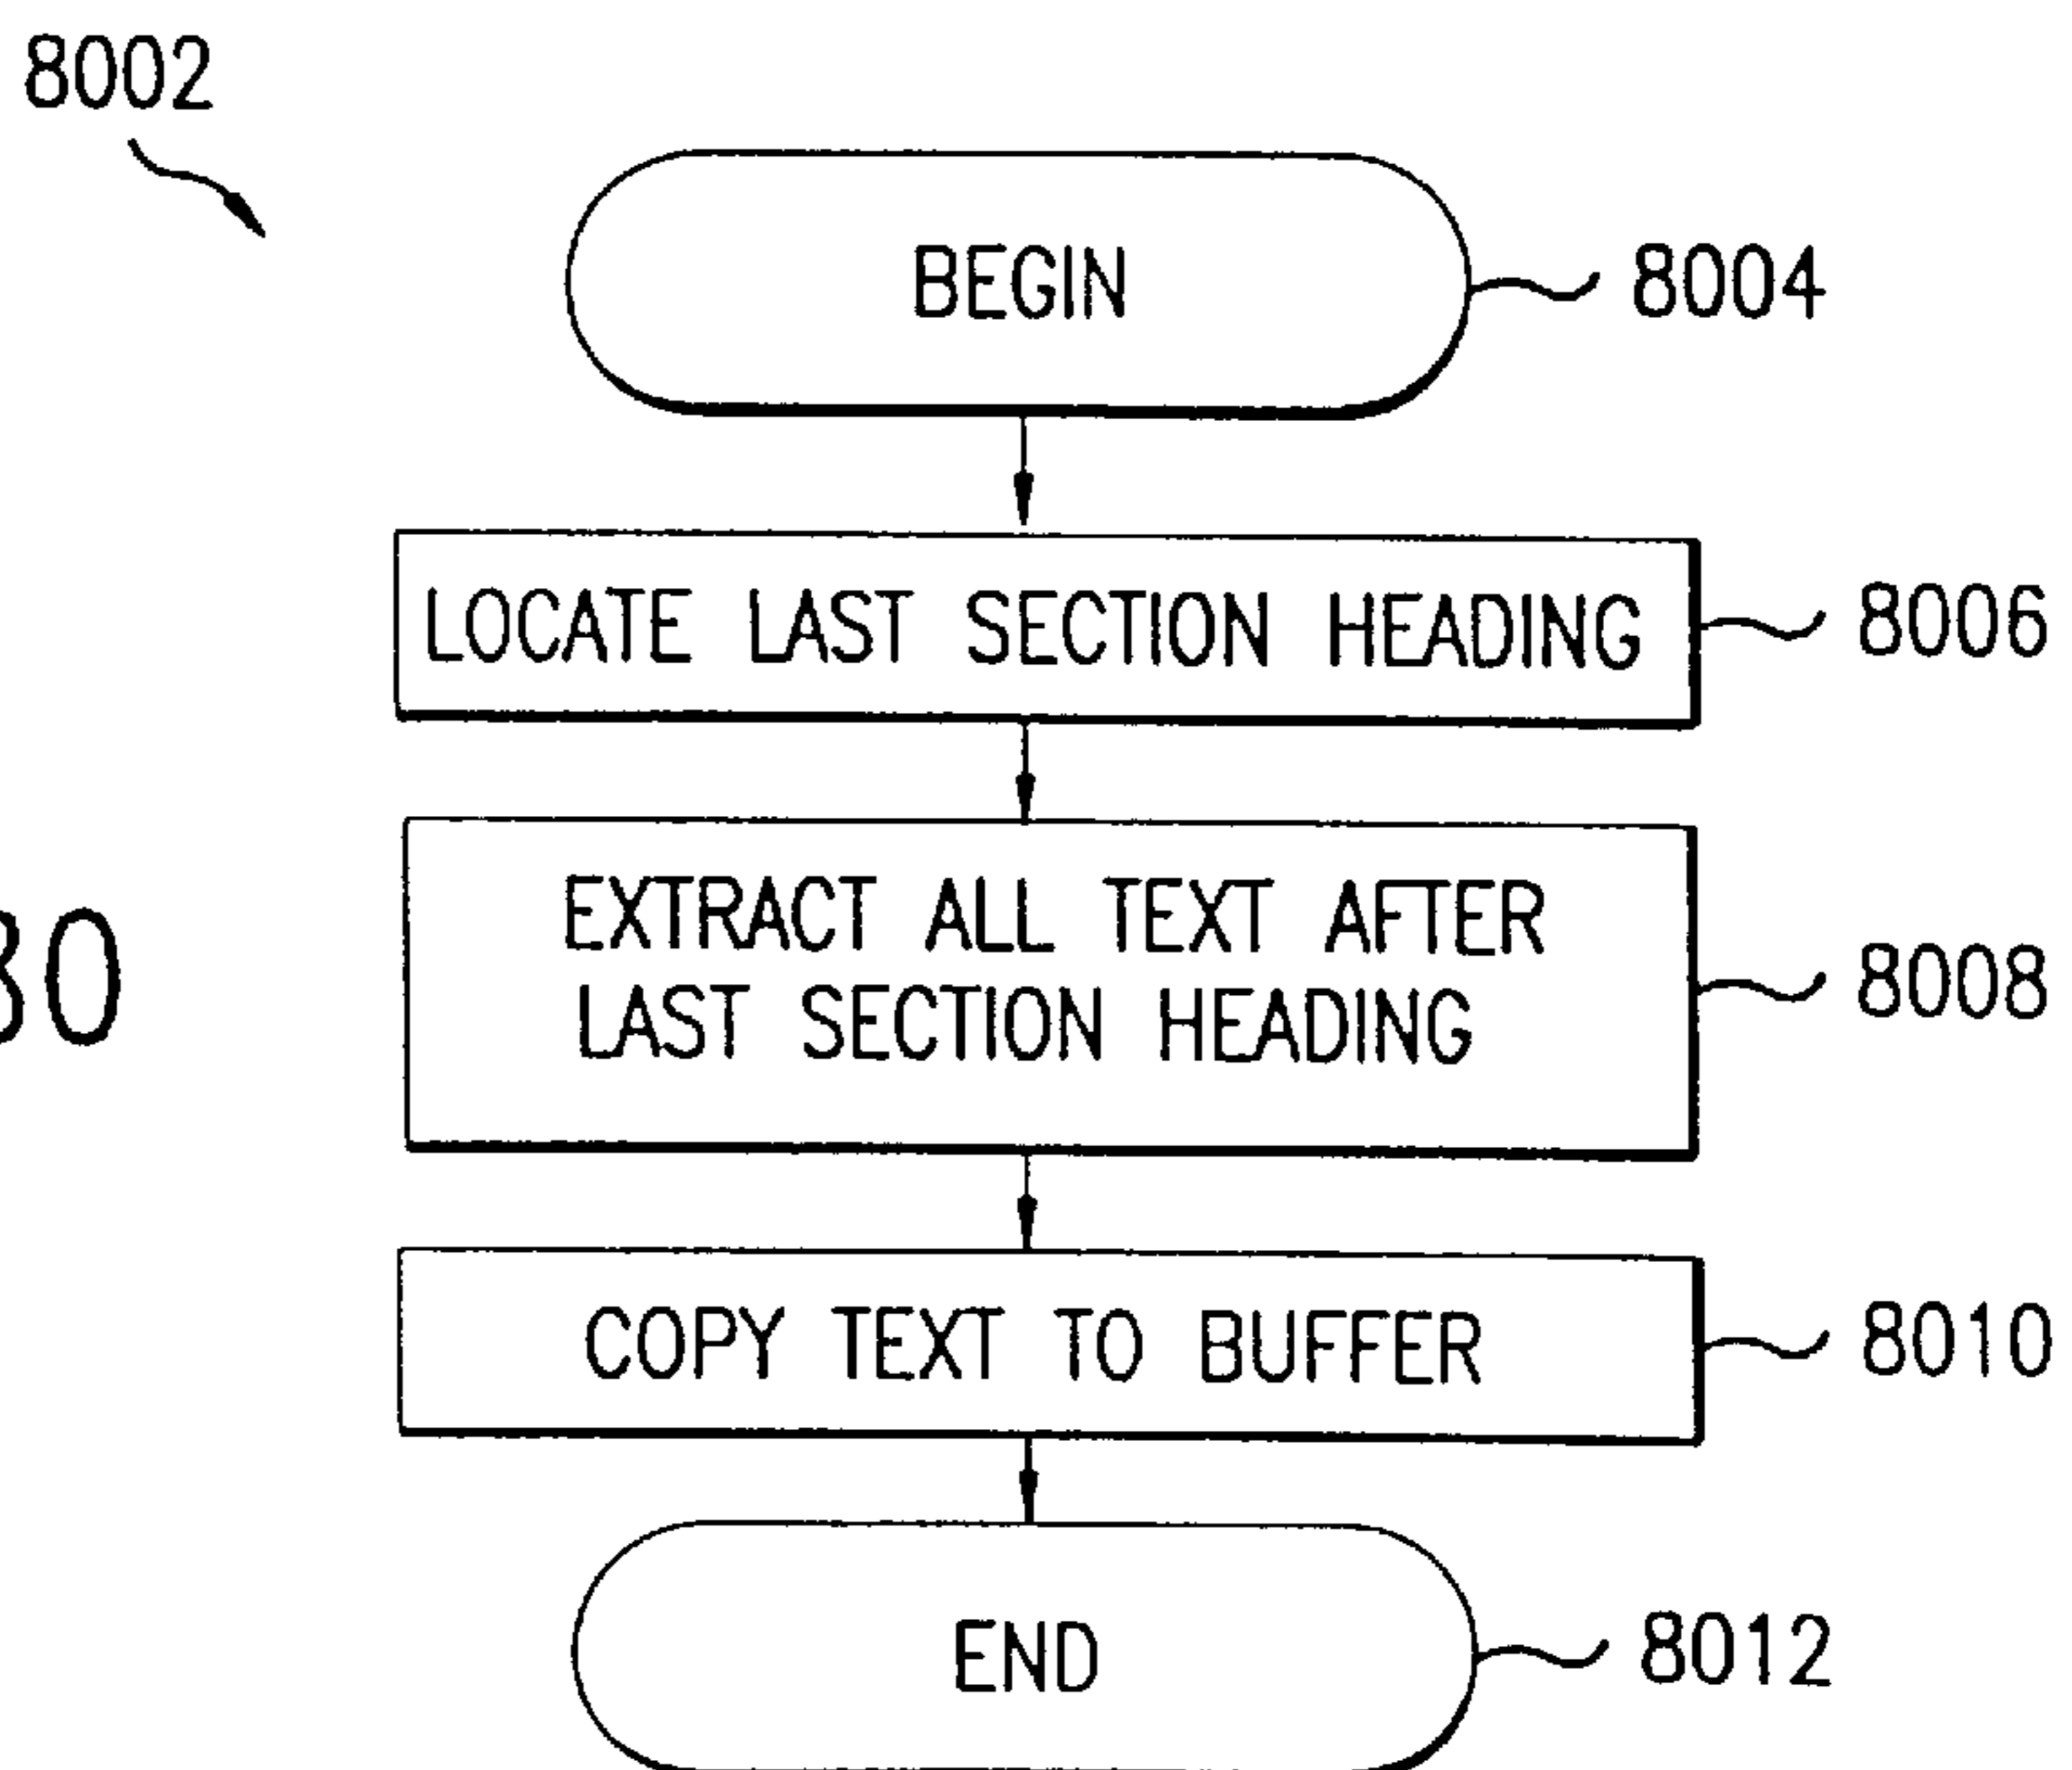 8002
BEGIN
8004
LOCATE LAST SECTION HEADING
8006
EXTRACT ALL TEXT AFTER
LAST SECTION HEADING
8008
80
COPY TEXT TO BUFFER
8010
END
8012